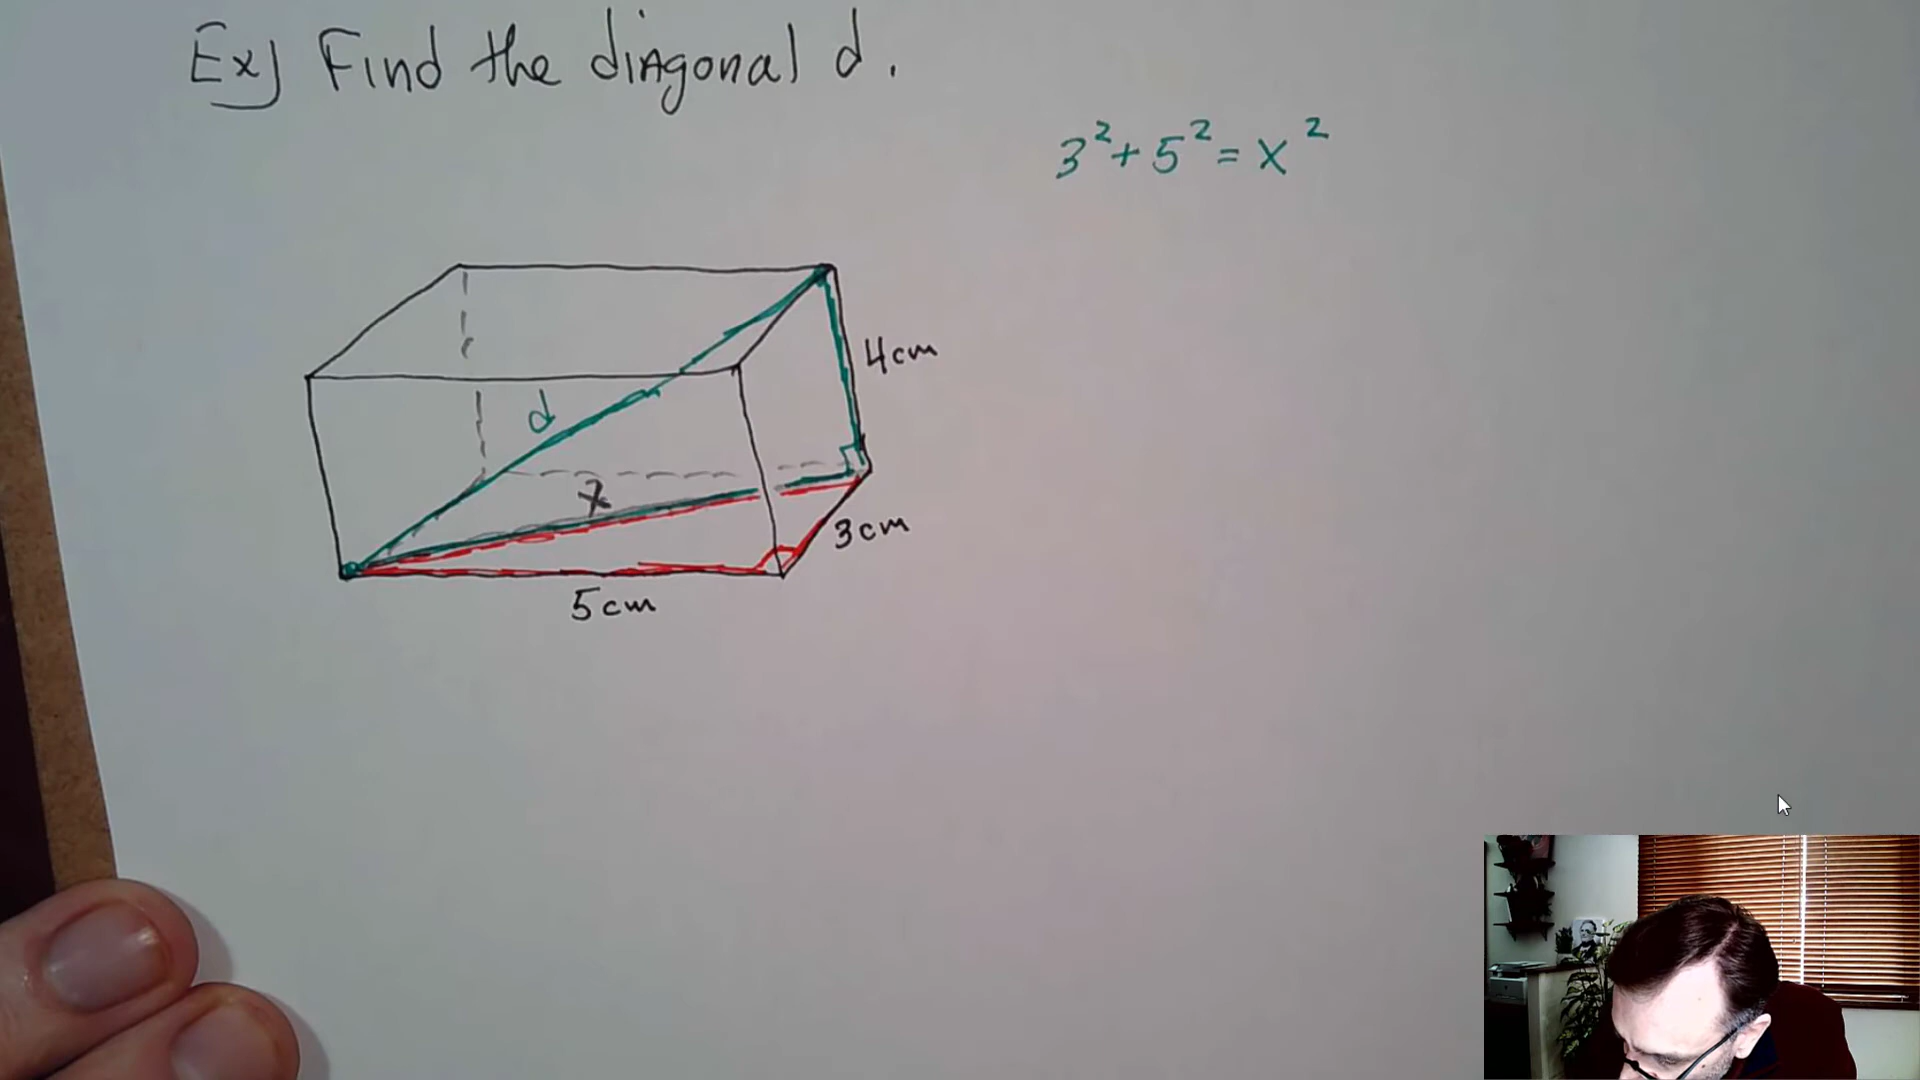 Ex) Find the diagonal d.
3² + 5² = x²
4cm
d
x
3cm
5cm